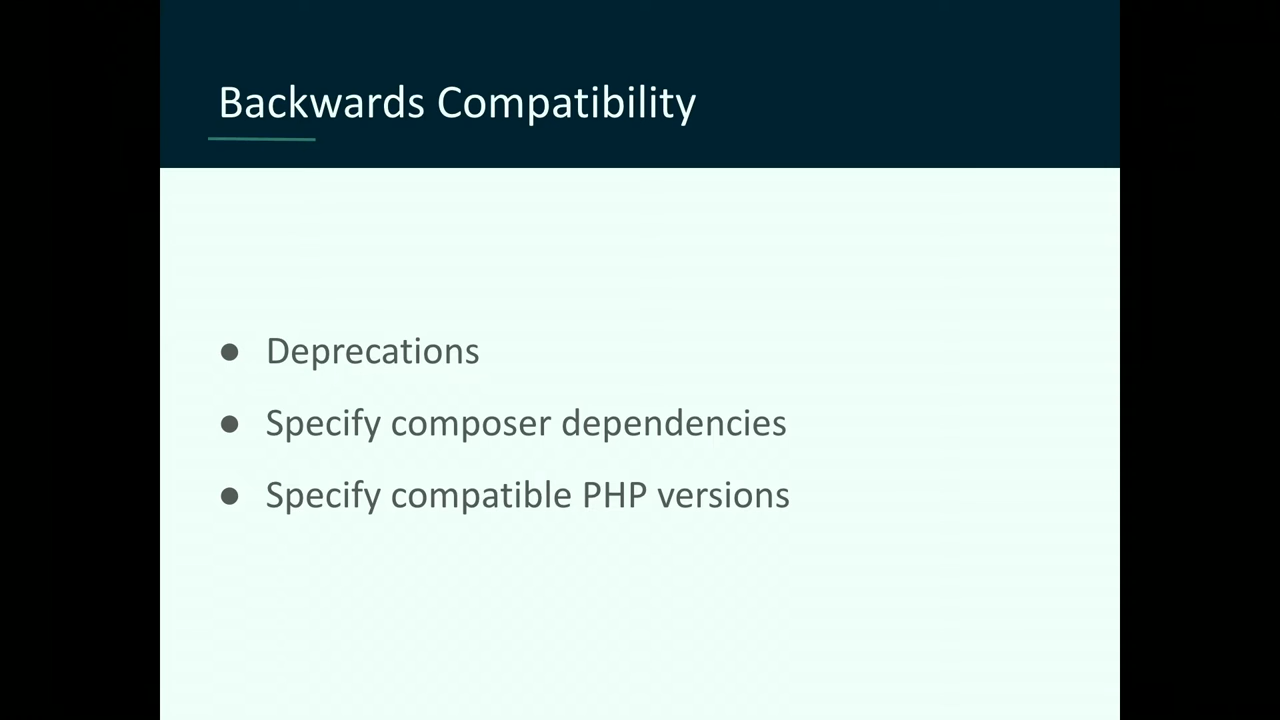 Backwards Compatibility
● Deprecations
● Specify composer dependencies
● Specify compatible PHP versions